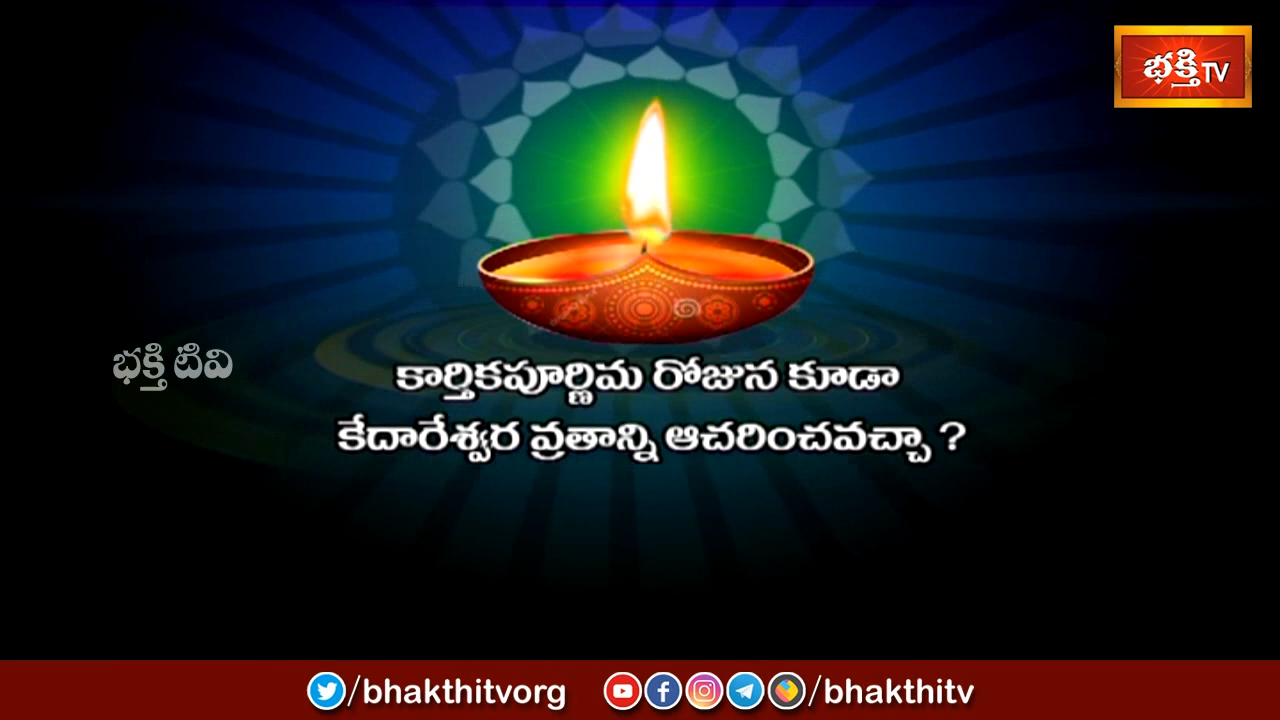 భక్తి TV
భక్తి టివి
కార్తికపూర్ణిమ రోజున కూడా
కేదారేశ్వర వ్రతాన్ని ఆచరించవచ్చా ?
/bhakthitvorg /bhakthitv